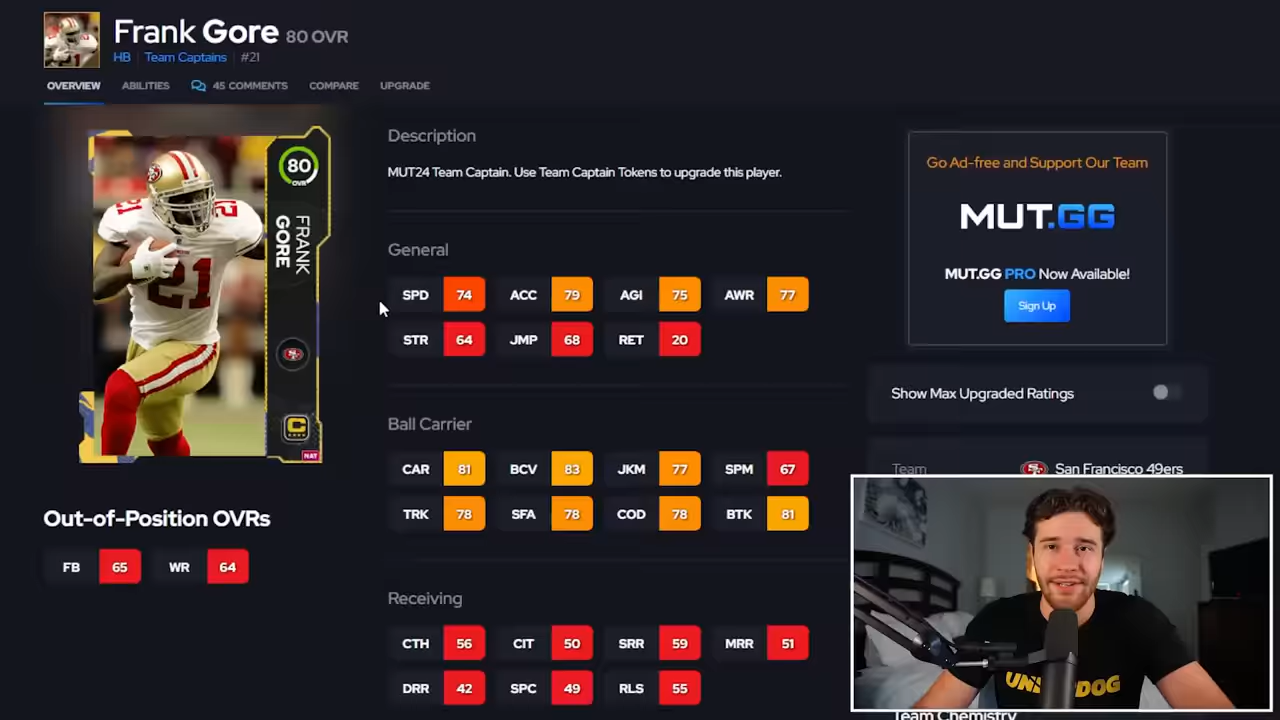 Frank Gore 80 OVR
HB Team Captains #21
OVERVIEW ABILITIES 45 COMMENTS COMPARE UPGRADE
80
OVR
FRANK
GORE
21
21
21
C
NAT
Out-of-Position OVRs
FB 65 WR 64
Description
MUT24 Team Captain. Use Team Captain Tokens to upgrade this player.
General
SPD 74 ACC 79 AGI 75 AWR 77
STR 64 JMP 68 RET 20
Ball Carrier
CAR 81 BCV 83 JKM 77 SPM 67
TRK 78 SFA 78 COD 78 BTK 81
Receiving
CTH 56 CIT 50 SRR 59 MRR 51
DRR 42 SPC 49 RLS 55
Go Ad-free and Support Our Team
MUT.GG
MUT.GG PRO Now Available!
Sign Up
Show Max Upgraded Ratings
Team San Francisco 49ers
Team Chemistry